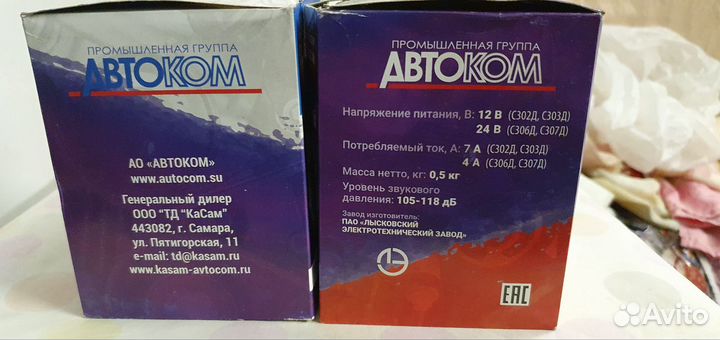 ПРОМЫШЛЕННАЯ ГРУППА
АВТОКОМ
АО «АВТОКОМ»
www.autocom.su
Генеральный дилер
ООО "ТД "КаСам"
443082, г. Самара,
ул. Пятигорская, 11
e-mail: td@kasam.ru
www.kasam-avtocom.ru
ПРОМЫШЛЕННАЯ ГРУППА
АВТОКОМ
Напряжение питания, В: 12 В (С302Д, С303Д)
24 В (С306Д, С307Д)
Потребляемый ток, А: 7 А (С302Д, С303Д)
4 А (С306Д, С307Д)
Масса нетто, кг: 0,5 кг
Уровень звукового
давления: 105-118 дБ
Завод изготовитель:
ПАО «ЛЫСКОВСКИЙ
ЭЛЕКТРОТЕХНИЧЕСКИЙ ЗАВОД»
ЛЭ
EAC
Avito